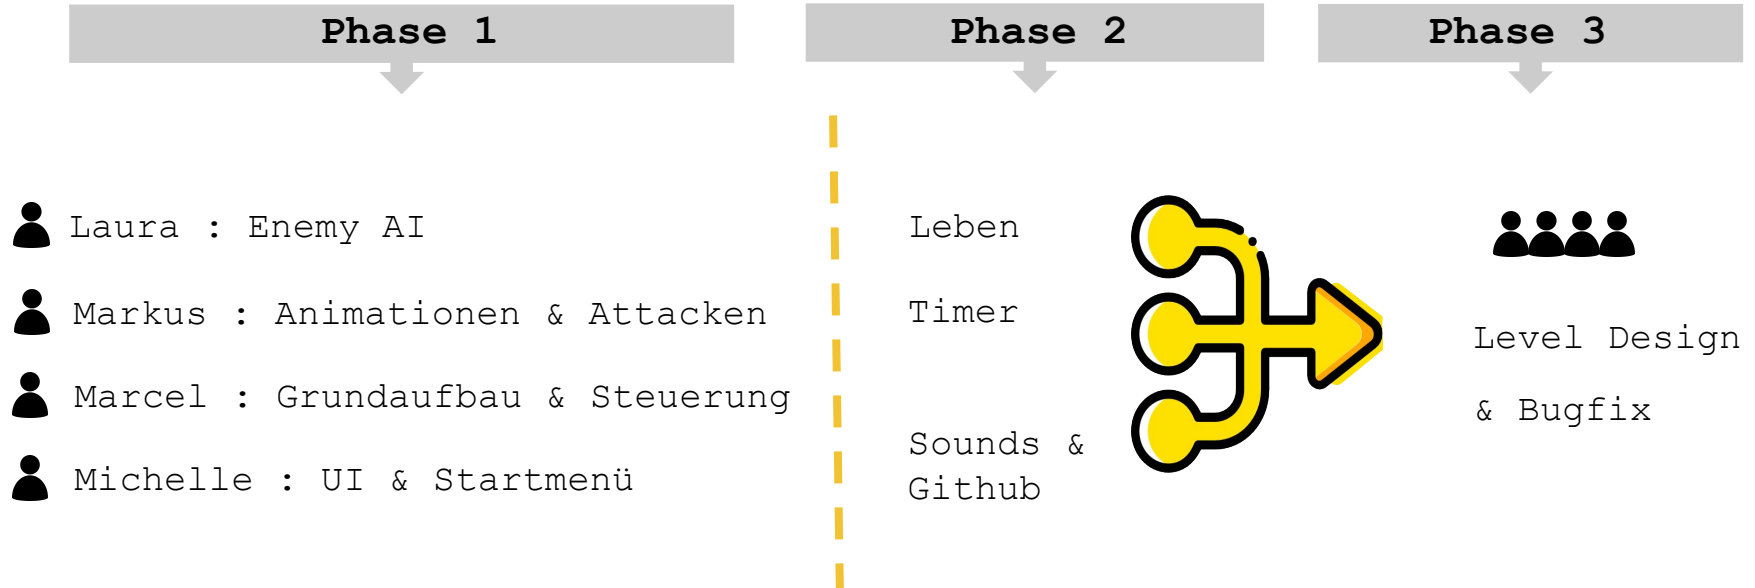 Phase 1
Phase 2
Phase 3
Laura : Enemy AI
Markus : Animationen & Attacken
Marcel : Grundaufbau & Steuerung
Michelle : UI & Startmenü
Leben
Timer
Sounds &
Github
Level Design
& Bugfix